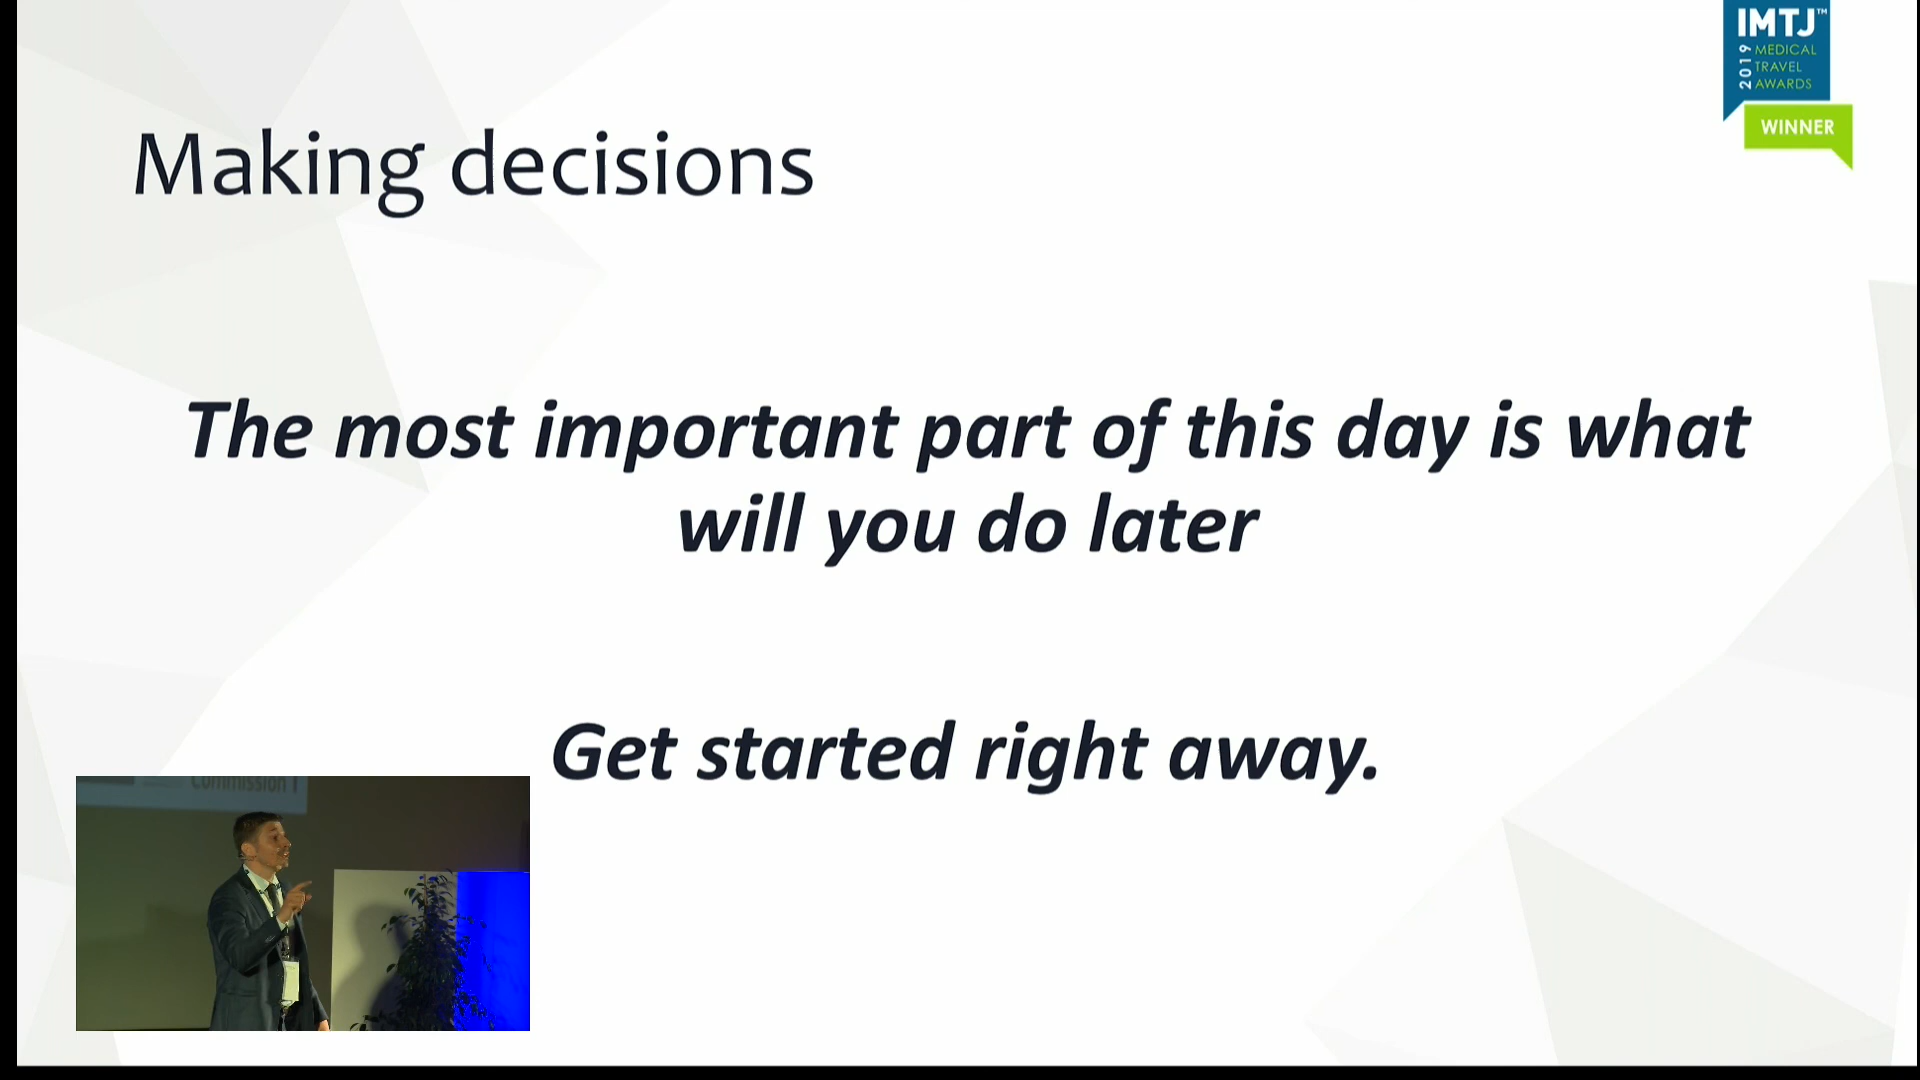 IMTJ™
2019
MEDICAL
TRAVEL
AWARDS
WINNER
Making decisions
The most important part of this day is what
will you do later
Get started right away.
Commission